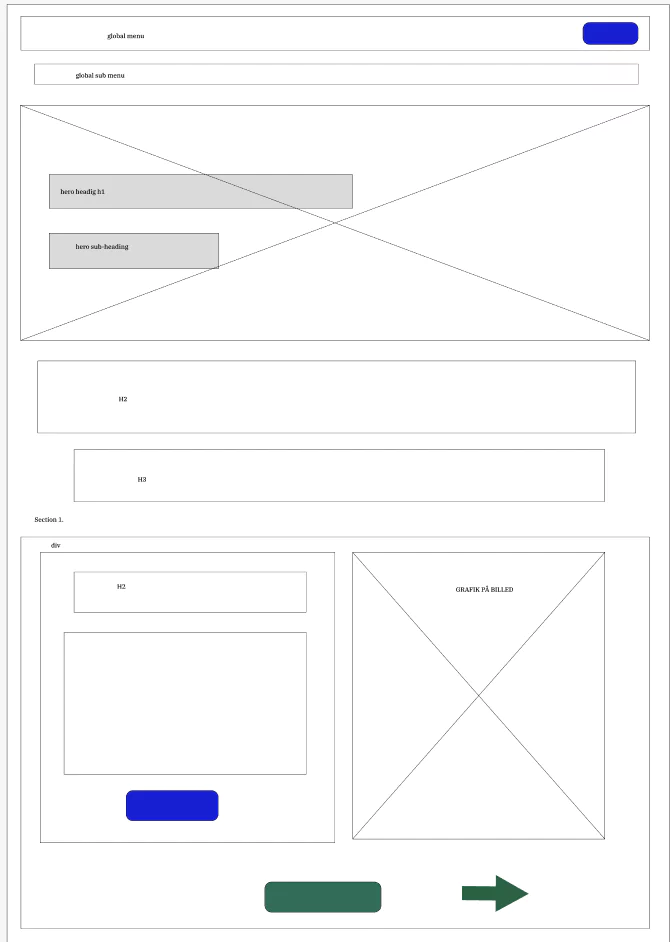 global menu
global sub menu
hero headig h1
hero sub-heading
H2
H3
Section 1.
div
H2
GRAFIK PÅ BILLED